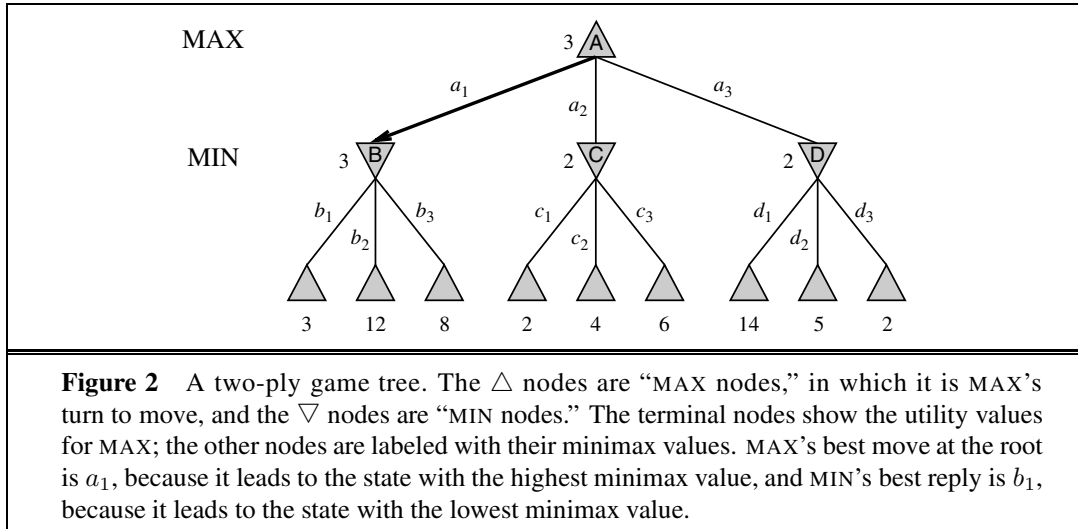 MAX
3 A
a1
a2
a3
MIN
3 B
2 C
2 D
b1
b2
b3
c1
c2
c3
d1
d2
d3
3 12 8 2 4 6 14 5 2
Figure 2 A two-ply game tree. The △ nodes are “MAX nodes,” in which it is MAX’s
turn to move, and the ▽ nodes are “MIN nodes.” The terminal nodes show the utility values
for MAX; the other nodes are labeled with their minimax values. MAX’s best move at the root
is a1, because it leads to the state with the highest minimax value, and MIN’s best reply is b1,
because it leads to the state with the lowest minimax value.